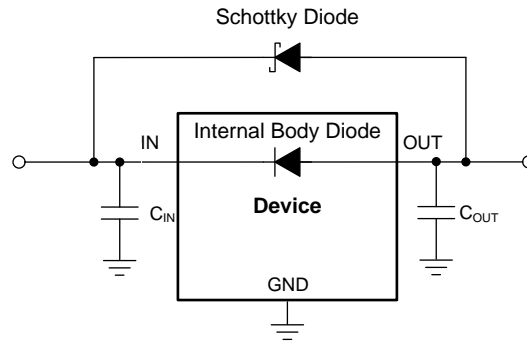 Schottky Diode
Internal Body Diode
IN
OUT
Device
CIN
COUT
GND